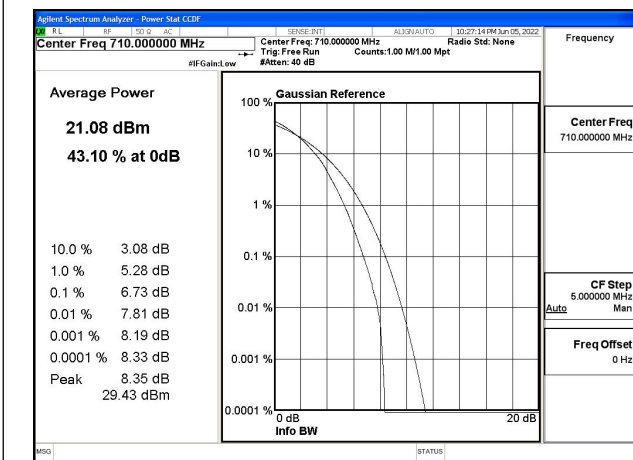 Agilent Spectrum Analyzer - Power Stat CCDF
RL RF 50 Ω AC SENSE:INT ALIGN AUTO 10:27:14 PM Jun 05, 2022
Center Freq 710.000000 MHz
Center Freq: 710.000000 MHz Radio Std: None
Trig: Free Run Counts:1.00 M/1.00 Mpt
#IFGain:Low #Atten: 40 dB
Frequency
Average Power
21.08 dBm
43.10 % at 0dB
10.0 % 3.08 dB
1.0 % 5.28 dB
0.1 % 6.73 dB
0.01 % 7.81 dB
0.001 % 8.19 dB
0.0001 % 8.33 dB
Peak 8.35 dB
29.43 dBm
Gaussian Reference
100 %
10 %
1 %
0.1 %
0.01 %
0.001 %
0.0001 %
0 dB 20 dB
Info BW
Center Freq
710.000000 MHz
CF Step
5.000000 MHz
Auto Man
Freq Offset
0 Hz
MSG STATUS